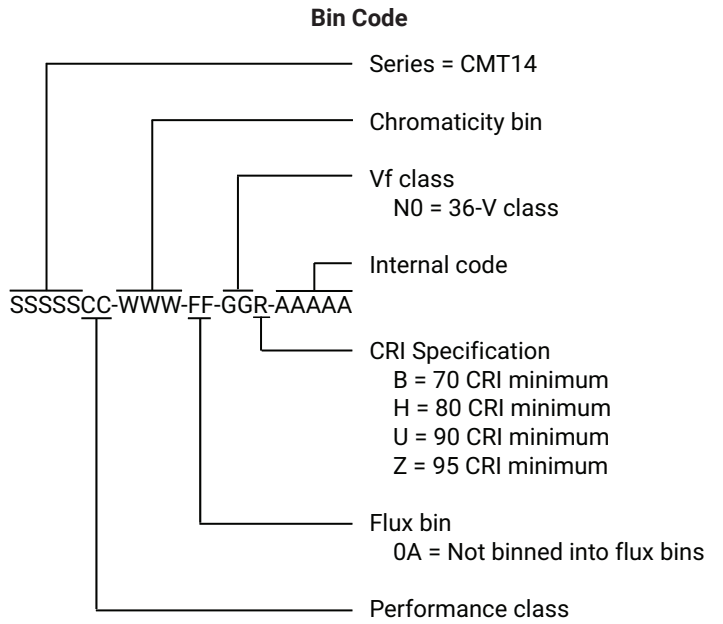 Bin Code
Series = CMT14
Chromaticity bin
Vf class
N0 = 36-V class
Internal code
SSSSSCC-WWW-FF-GGR-AAAAA
CRI Specification
B = 70 CRI minimum
H = 80 CRI minimum
U = 90 CRI minimum
Z = 95 CRI minimum
Flux bin
0A = Not binned into flux bins
Performance class